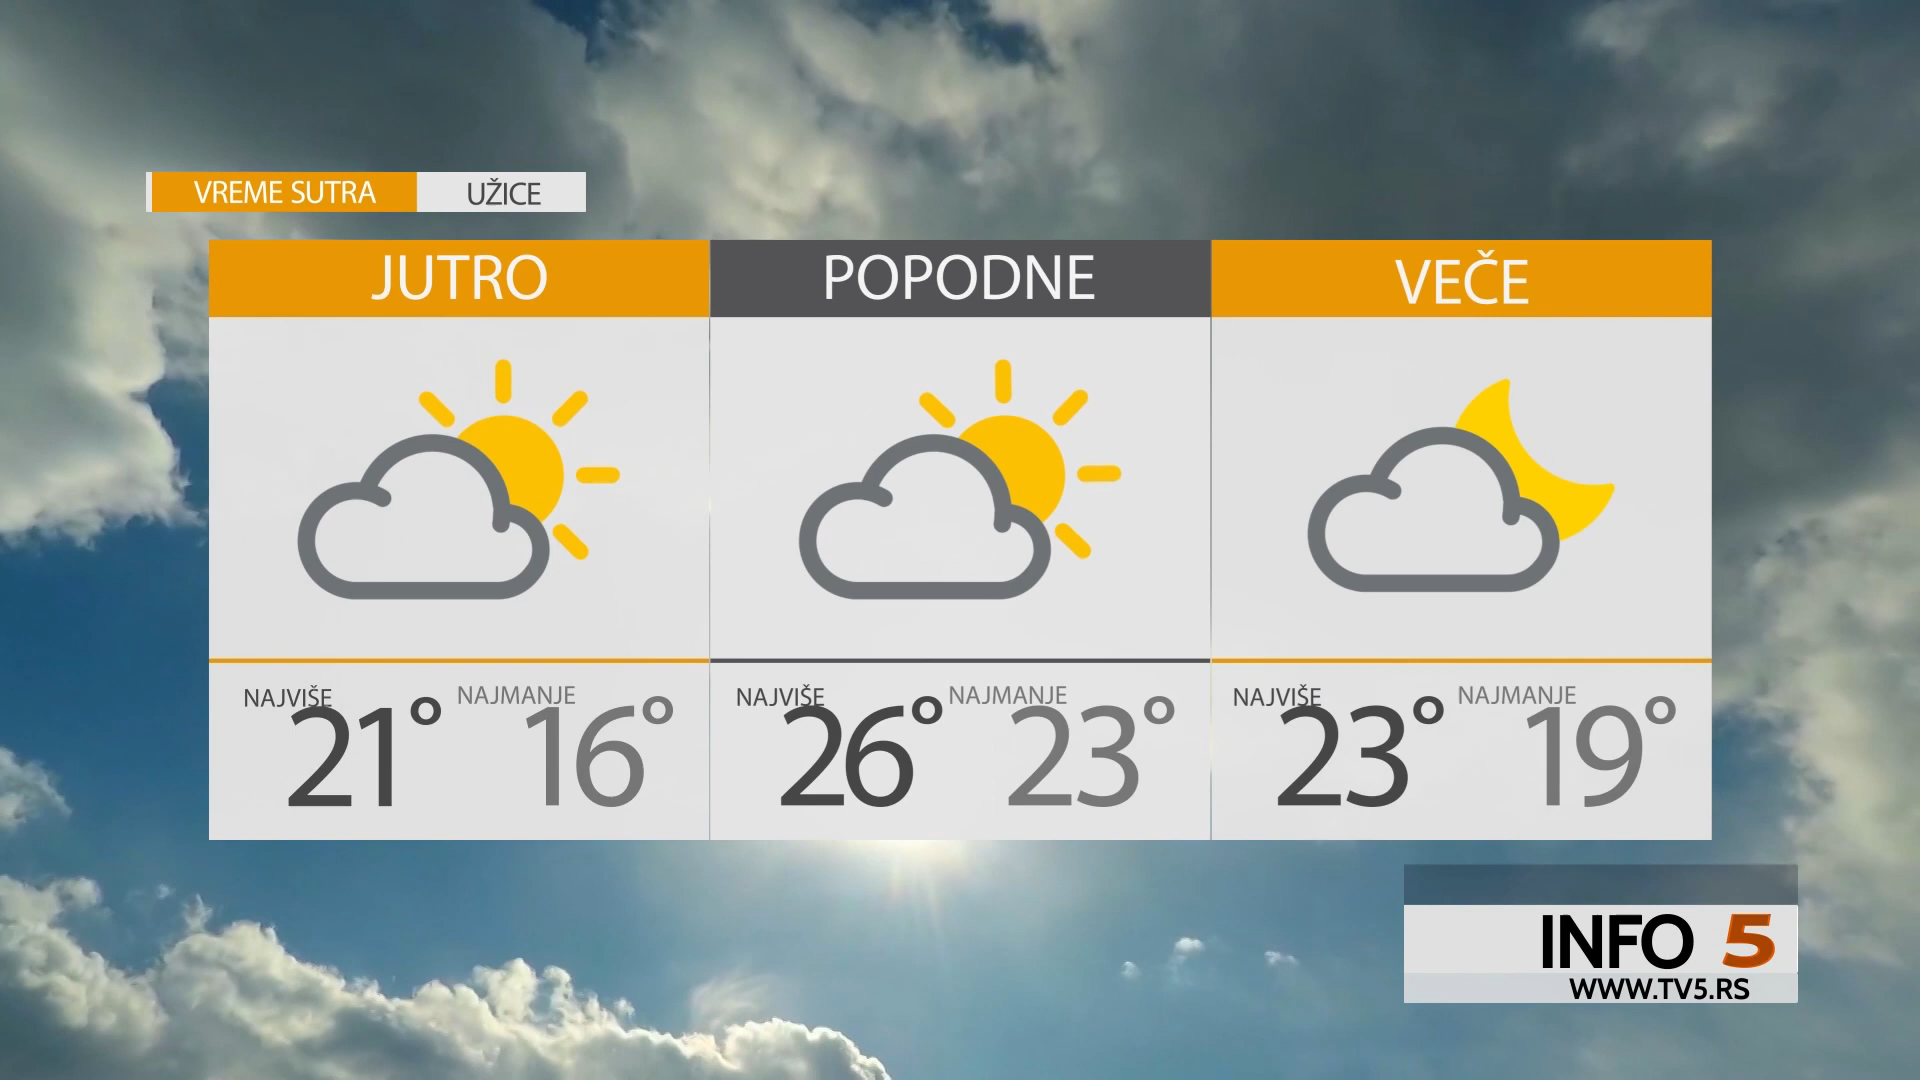 VREME SUTRA UŽICE
JUTRO POPODNE VEČE
NAJVIŠE NAJMANJE NAJVIŠE NAJMANJE NAJVIŠE NAJMANJE
21° 16° 26° 23° 23° 19°
INFO 5
WWW.TV5.RS